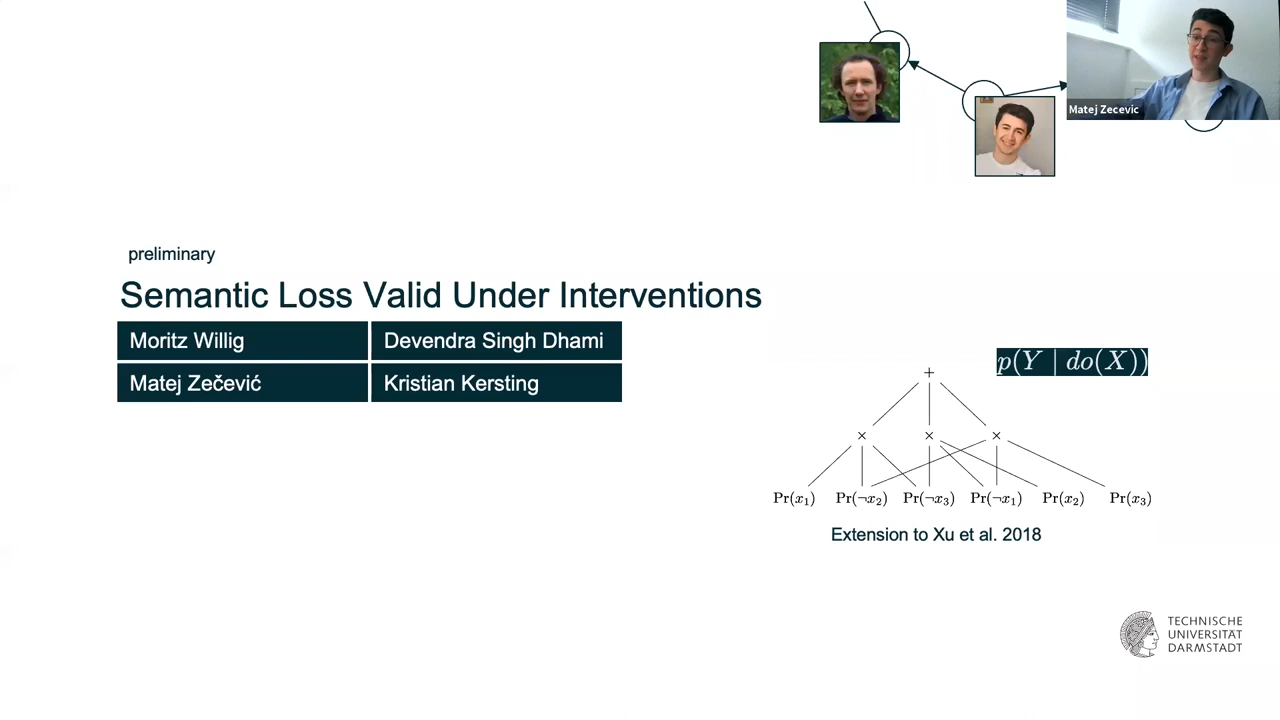 Matej Zecevic
preliminary
Semantic Loss Valid Under Interventions
Moritz Willig
Devendra Singh Dhami
Matej Zečević
Kristian Kersting
p(Y | do(X))
+
× × ×
Pr(x₁) Pr(¬x₂) Pr(¬x₃) Pr(¬x₁) Pr(x₂) Pr(x₃)
Extension to Xu et al. 2018
TECHNISCHE
UNIVERSITÄT
DARMSTADT